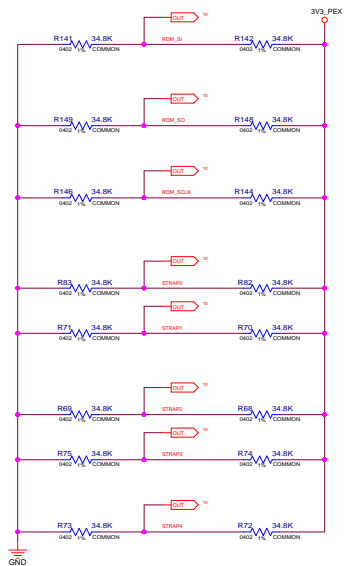 3V3_PEX
OUT
R141 34.8K ROM_SI R142 34.8K
0402 1% COMMON 0402 1% COMMON
OUT
R149 34.8K ROM_SO R148 34.8K
0402 1% COMMON 0402 1% COMMON
OUT
R146 34.8K ROM_SCLK R144 34.8K
0402 1% COMMON 0402 1% COMMON
OUT
R83 34.8K STRAP0 R82 34.8K
0402 1% COMMON 0402 1% COMMON
OUT
R71 34.8K STRAP1 R70 34.8K
0402 1% COMMON 0402 1% COMMON
OUT
R69 34.8K STRAP2 R68 34.8K
0402 1% COMMON 0402 1% COMMON
OUT
R75 34.8K STRAP3 R74 34.8K
0402 1% COMMON 0402 1% COMMON
OUT
R73 34.8K STRAP4 R72 34.8K
0402 1% COMMON 0402 1% COMMON
GND